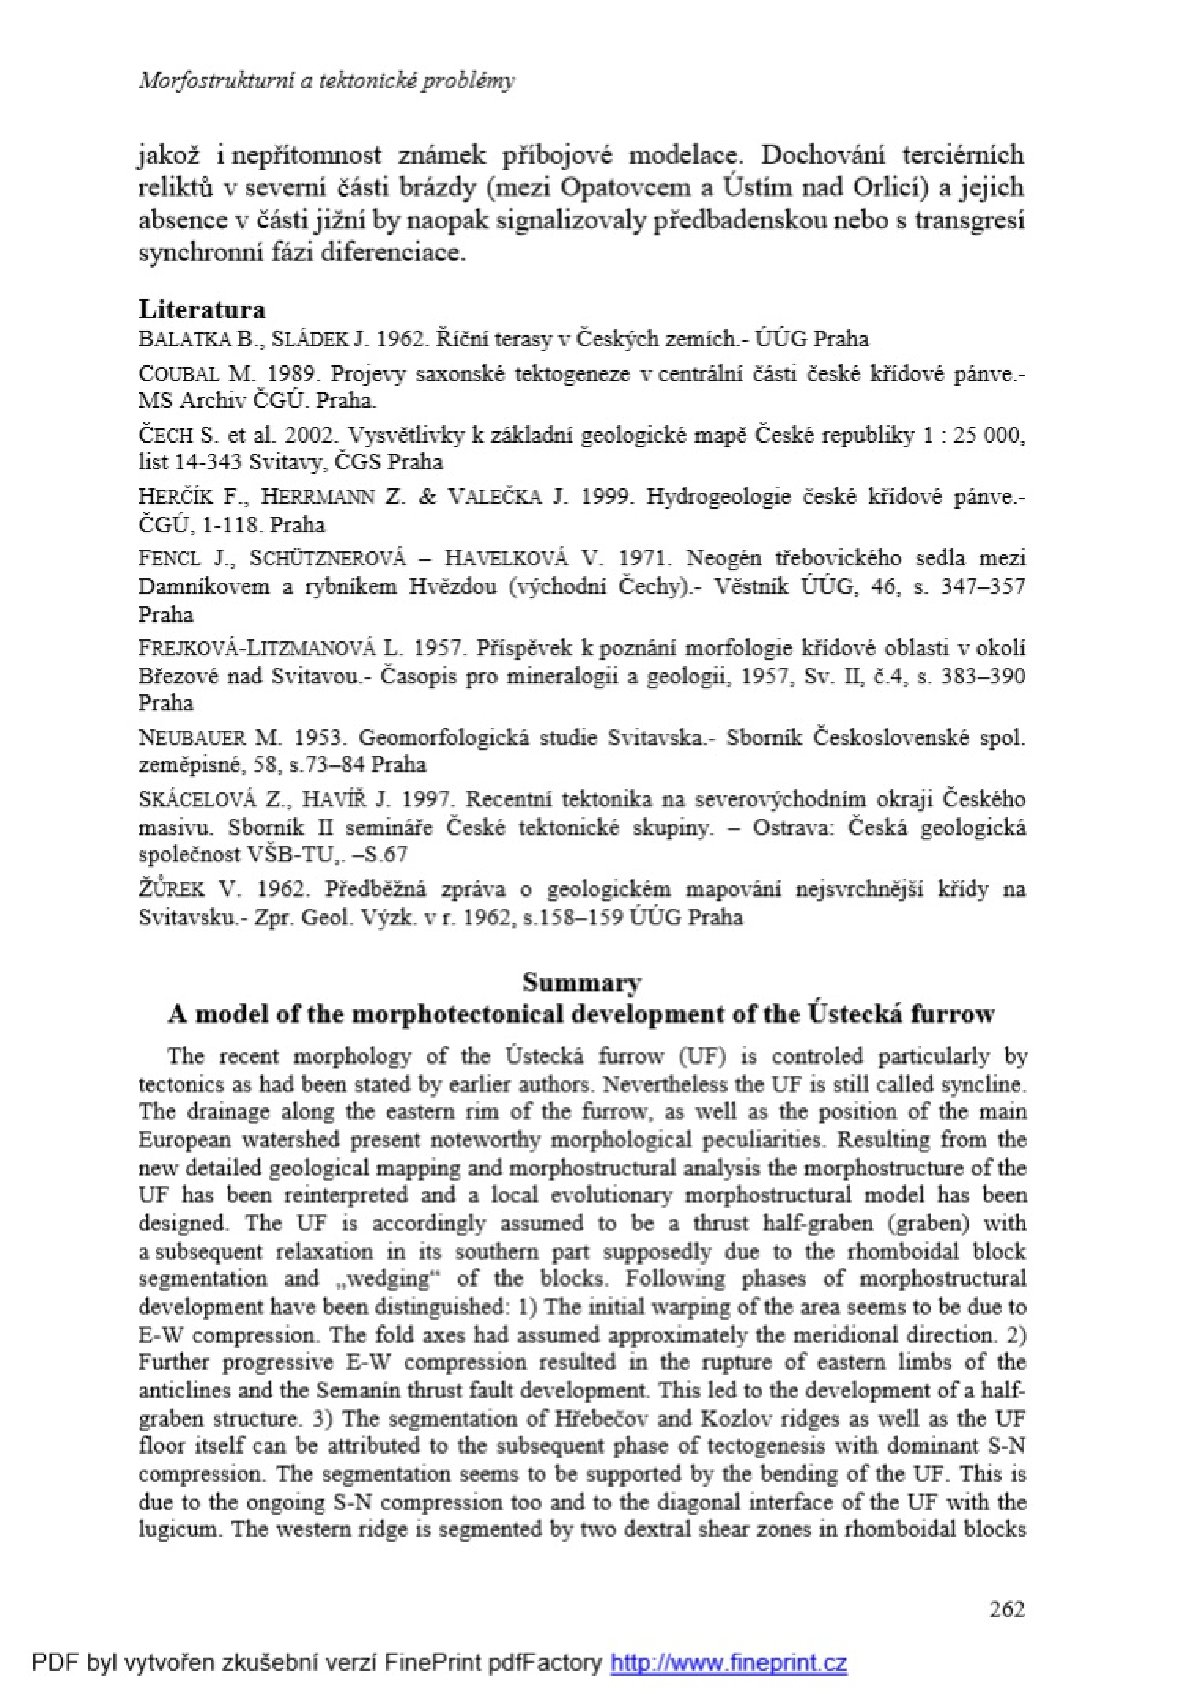 Morfostrukturní a tektonické problémy
jakož i nepřítomnost známek příbojové modelace. Dochování terciérních
reliktů v severní části brázdy (mezi Opatovcem a Ústím nad Orlicí) a jejich
absence v části jižní by naopak signalizovaly předbadenskou nebo s transgresí
synchronní fázi diferenciace.
Literatura
BALATKA B., SLÁDEK J. 1962. Říční terasy v Českých zemích.- ÚÚG Praha
COUBAL M. 1989. Projevy saxonské tektogeneze v centrální části české křídové pánve.-
MS Archiv ČGÚ. Praha.
ČECH S. et al. 2002. Vysvětlivky k základní geologické mapě České republiky 1 : 25 000,
list 14-343 Svitavy, ČGS Praha
HERČÍK F., HERRMANN Z. & VALEČKA J. 1999. Hydrogeologie české křídové pánve.-
ČGÚ, 1-118. Praha
FENCL J., SCHÜTZNEROVÁ – HAVELKOVÁ V. 1971. Neogén třebovického sedla mezi
Damníkovem a rybníkem Hvězdou (východní Čechy).- Věstník ÚÚG, 46, s. 347–357
Praha
FREJKOVÁ-LITZMANOVÁ L. 1957. Příspěvek k poznání morfologie křídové oblasti v okolí
Březové nad Svitavou.- Časopis pro mineralogii a geologii, 1957, Sv. II, č.4, s. 383–390
Praha
NEUBAUER M. 1953. Geomorfologická studie Svitavska.- Sborník Československé spol.
zeměpisné, 58, s.73–84 Praha
SKÁCELOVÁ Z., HAVÍŘ J. 1997. Recentní tektonika na severovýchodním okraji Českého
masivu. Sborník II semináře České tektonické skupiny. – Ostrava: Česká geologická
společnost VŠB-TU,. –S.67
ŽŮREK V. 1962. Předběžná zpráva o geologickém mapování nejsvrchnější křídy na
Svitavsku.- Zpr. Geol. Výzk. v r. 1962, s.158–159 ÚÚG Praha
Summary
A model of the morphotectonical development of the Ústecká furrow
The recent morphology of the Ústecká furrow (UF) is controled particularly by
tectonics as had been stated by earlier authors. Nevertheless the UF is still called syncline.
The drainage along the eastern rim of the furrow, as well as the position of the main
European watershed present noteworthy morphological peculiarities. Resulting from the
new detailed geological mapping and morphostructural analysis the morphostructure of the
UF has been reinterpreted and a local evolutionary morphostructural model has been
designed. The UF is accordingly assumed to be a thrust half-graben (graben) with
a subsequent relaxation in its southern part supposedly due to the rhomboidal block
segmentation and „wedging“ of the blocks. Following phases of morphostructural
development have been distinguished: 1) The initial warping of the area seems to be due to
E-W compression. The fold axes had assumed approximately the meridional direction. 2)
Further progressive E-W compression resulted in the rupture of eastern limbs of the
anticlines and the Semanín thrust fault development. This led to the development of a half-
graben structure. 3) The segmentation of Hřebečov and Kozlov ridges as well as the UF
floor itself can be attributed to the subsequent phase of tectogenesis with dominant S-N
compression. The segmentation seems to be supported by the bending of the UF. This is
due to the ongoing S-N compression too and to the diagonal interface of the UF with the
lugicum. The western ridge is segmented by two dextral shear zones in rhomboidal blocks
262
PDF byl vytvořen zkušební verzí FinePrint pdfFactory http://www.fineprint.cz